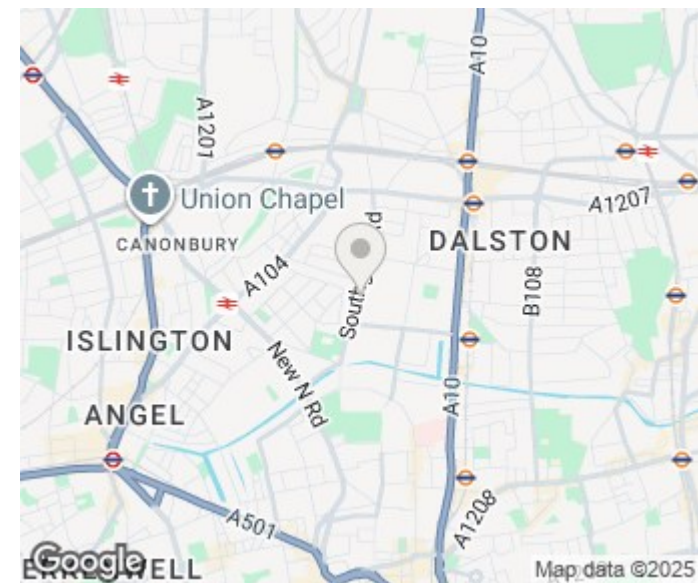 A10
A1201
Union Chapel
A1207
CANONBURY
DALSTON
A104
B108
ISLINGTON
New N Rd
ANGEL
A10
A1208
A501
Google
Map data ©2025